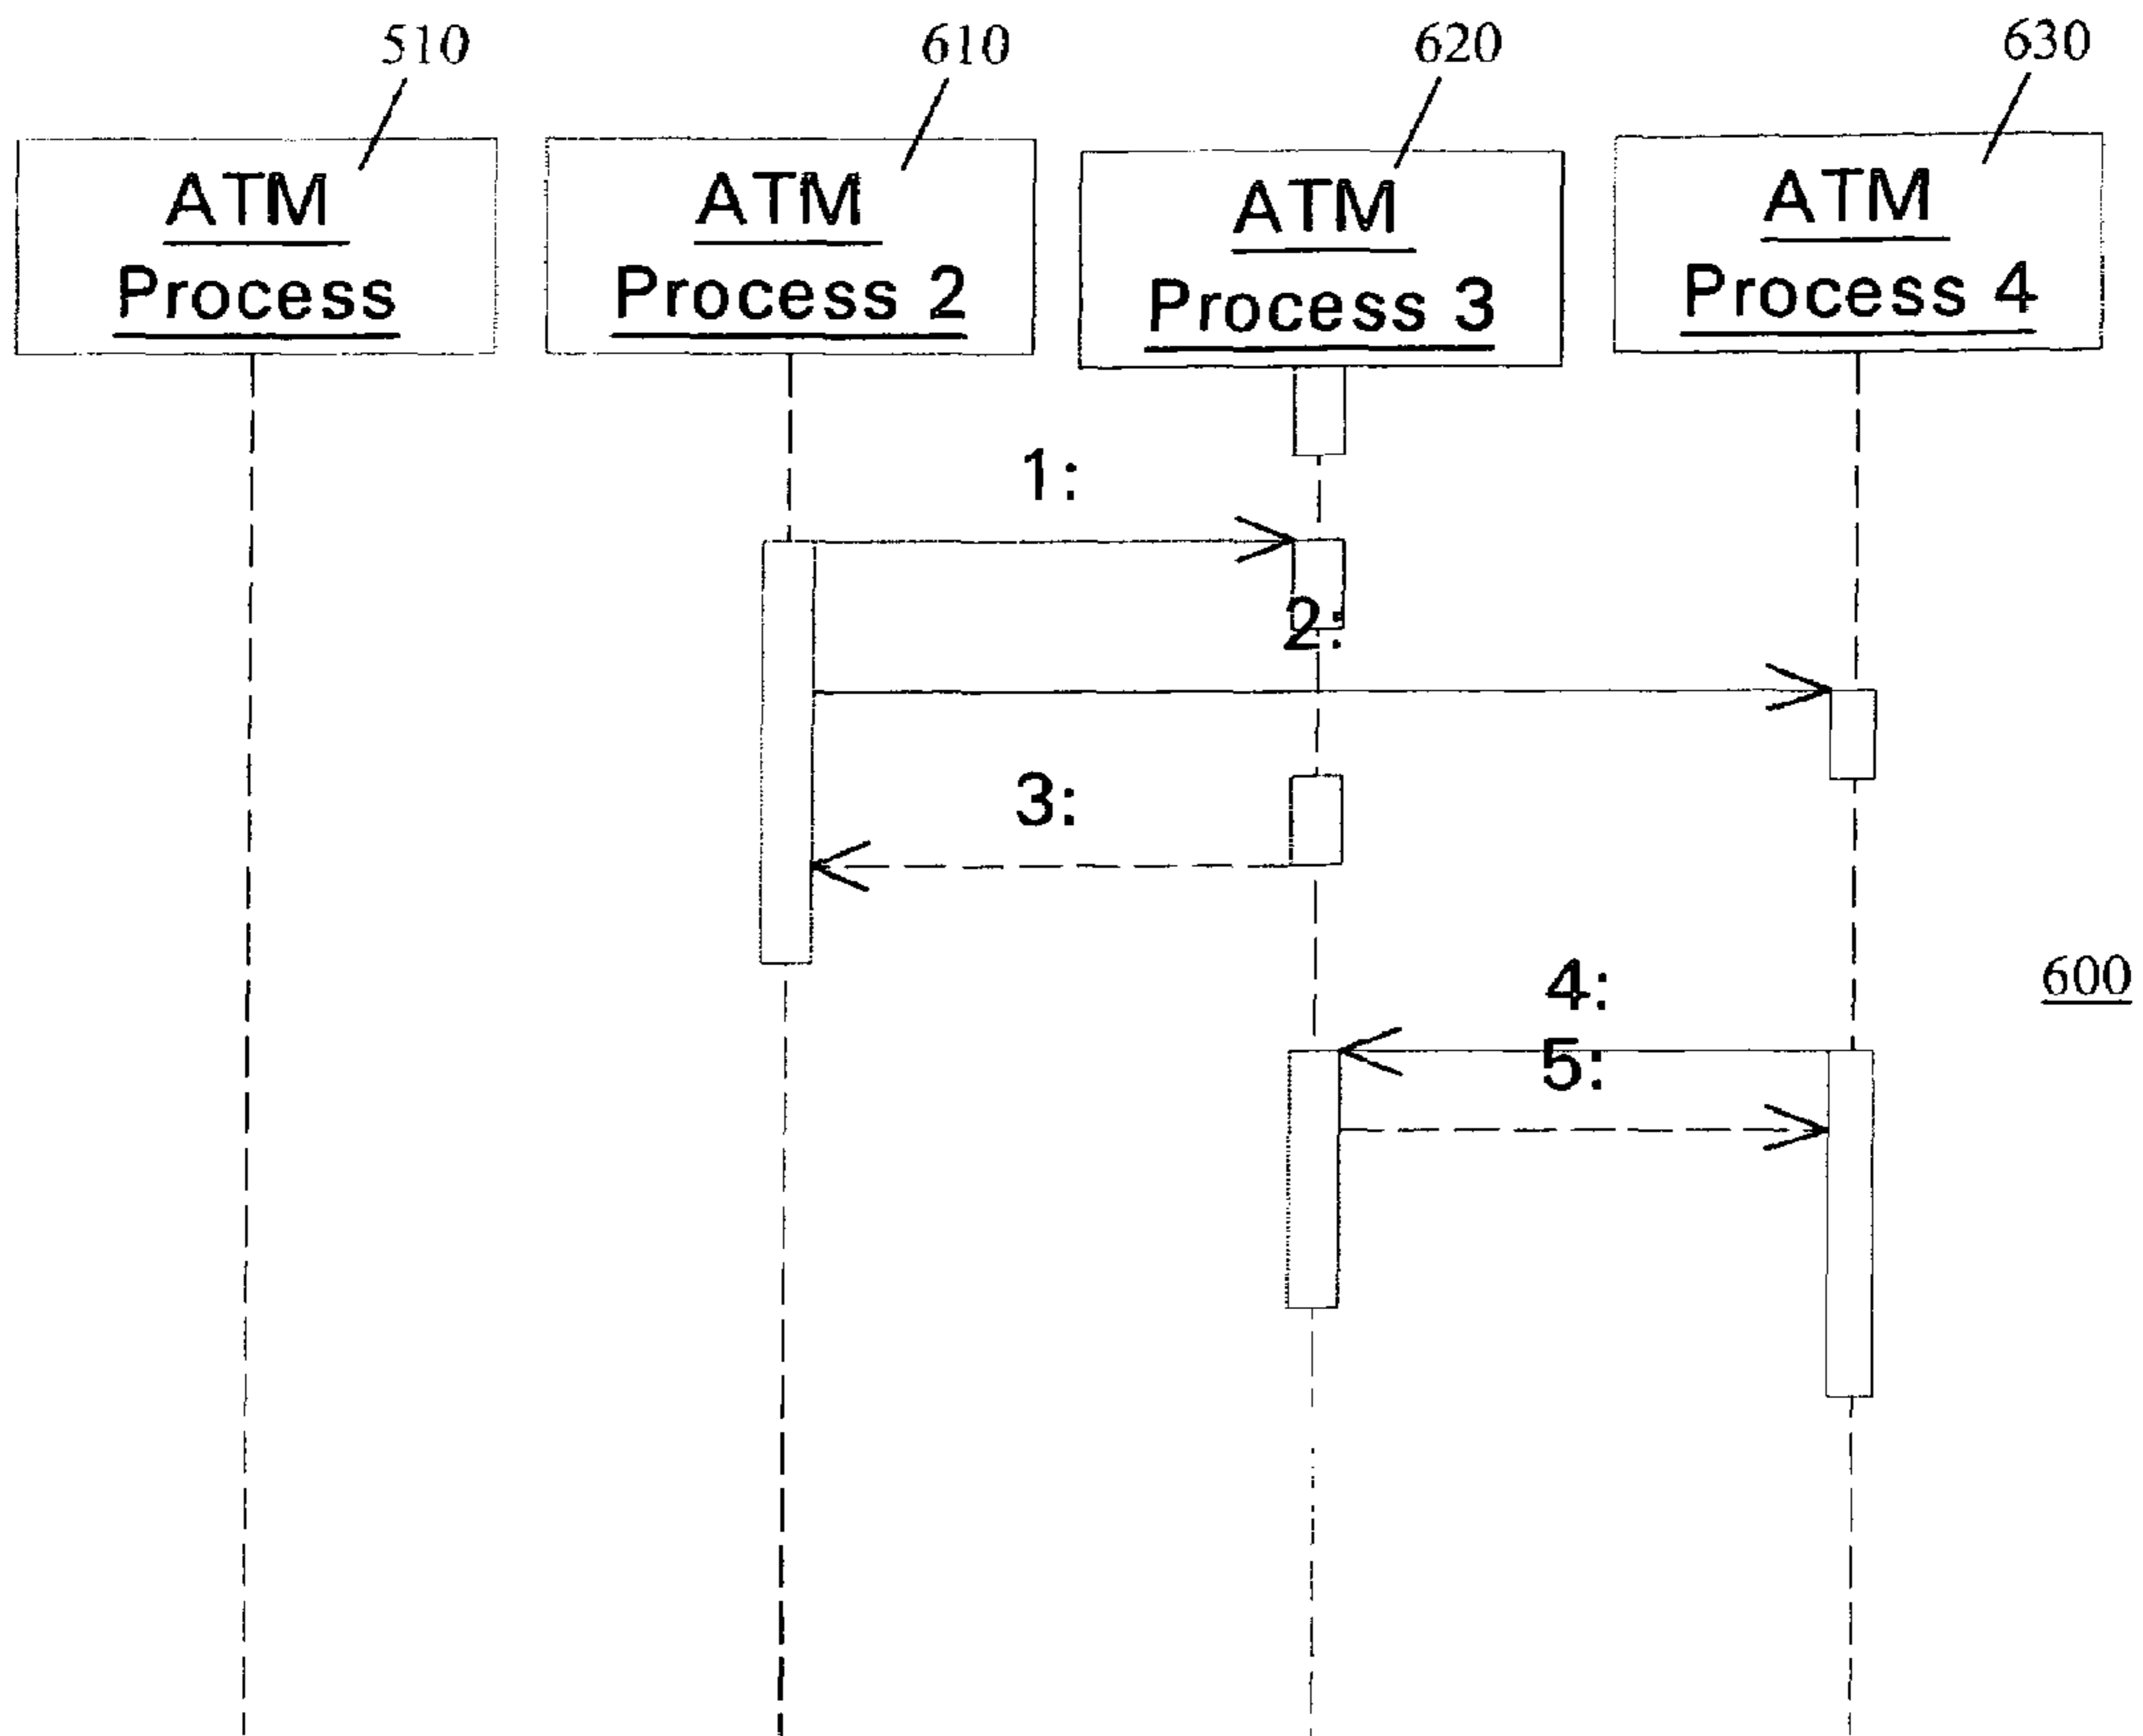 510
610
620
630
ATM
Process
ATM
Process 2
ATM
Process 3
ATM
Process 4
1:
2:
3:
4:
600
5: